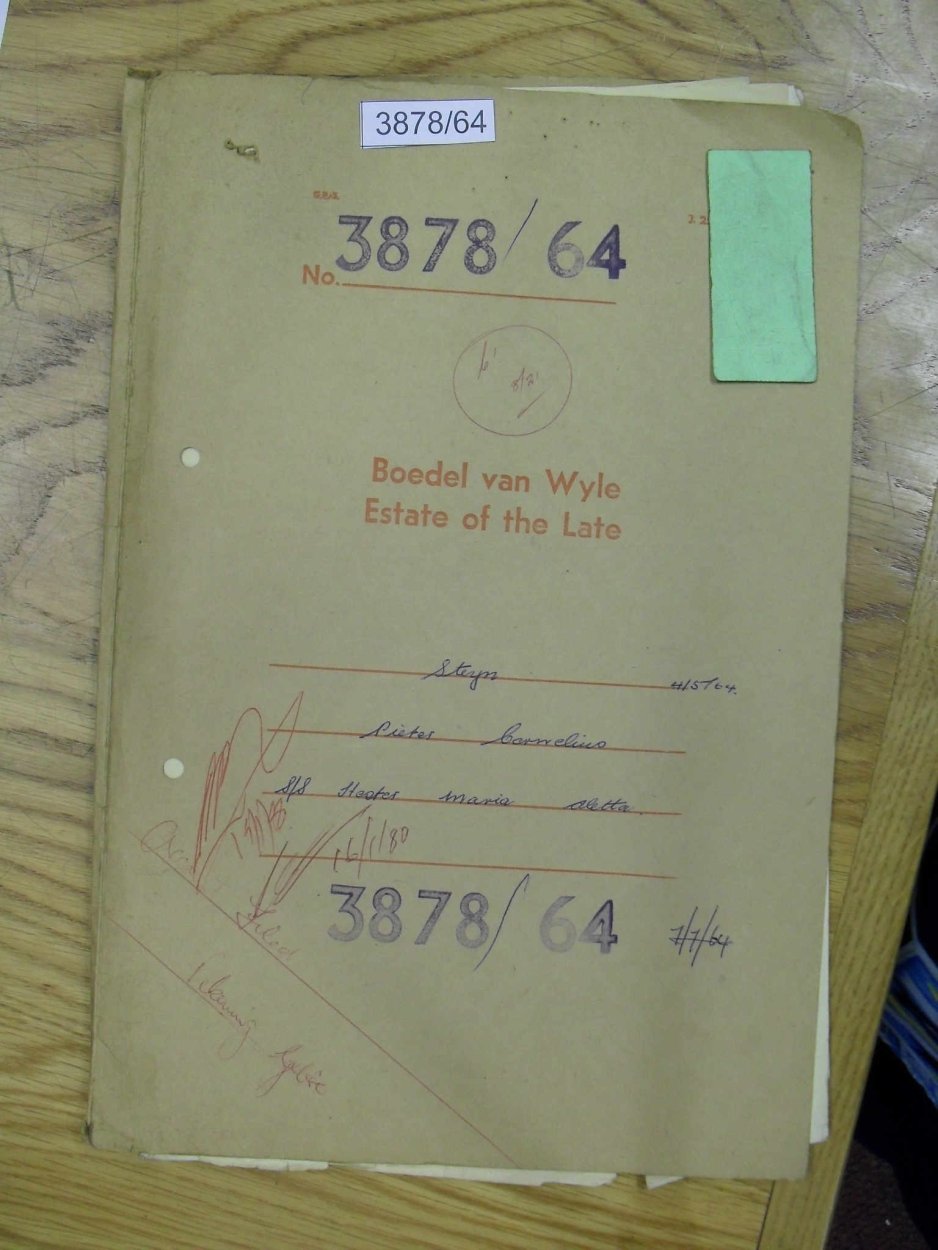 3878/64
3878/64
No.
Boedel van Wyle
Estate of the Late
Steyn 4/5/64.
Pieter Cornelius
S/S Hester Maria Aletta
16/1/80
3878/64 7/7/64
Filed